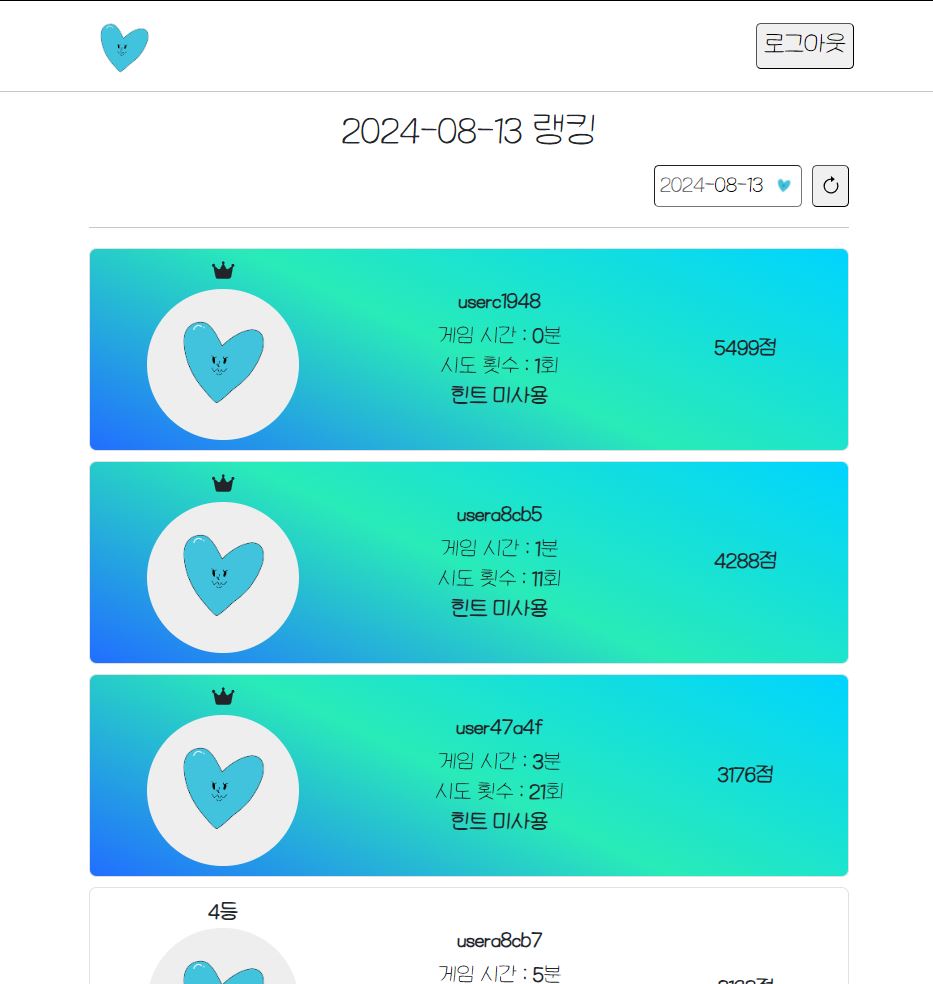 로그아웃
2024-08-13 랭킹
2024-08-13
userc1948
게임 시간 : 0분
시도 횟수 : 1회
힌트 미사용
5499점
usera8cb5
게임 시간 : 1분
시도 횟수 : 11회
힌트 미사용
4288점
user47a4f
게임 시간 : 3분
시도 횟수 : 21회
힌트 미사용
3176점
4등
usera8cb7
게임 시간 : 5분